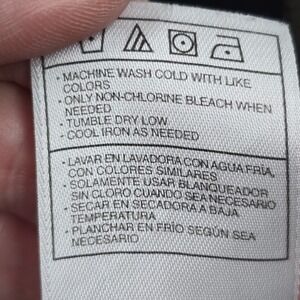 · MACHINE WASH COLD WITH LIKE
COLORS
· ONLY NON-CHLORINE BLEACH WHEN
NEEDED
· TUMBLE DRY LOW
· COOL IRON AS NEEDED
· LAVAR EN LAVADORA CON AGUA FRÍA,
CON COLORES SIMILARES
· SOLAMENTE USAR BLANQUEADOR
SIN CLORO CUANDO SEA NECESARIO
· SECAR EN SECADORA A BAJA
TEMPERATURA
· PLANCHAR EN FRÍO SEGÚN SEA
NECESARIO